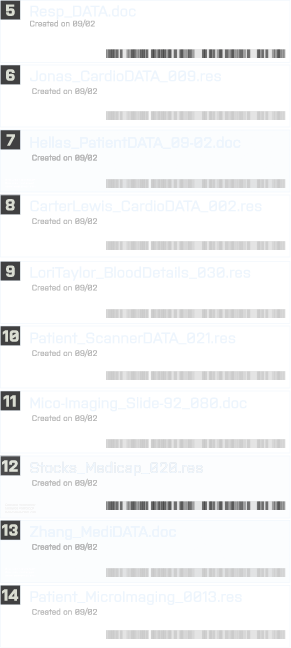 5
Resp_DATA.doc
Created on 09/02
6
Jonas_CardioDATA_009.res
Created on 09/02
7
Hellas_PatientDATA_08-02.doc
Created on 09/02
8
CarterLewis_CardioDATA_002.res
Created on 09/02
9
LoriTaylor_BloodDetails_030.res
Created on 09/02
10
Patient_ScannerDATA_021.res
Created on 09/02
11
Mico-Imaging_Slide-92_080.doc
Created on 09/02
12
Stocks_Medicap_020.res
Created on 09/02
13
Zhang_MediDATA.doc
Created on 09/02
14
Patient_MicroImaging_0013.res
Created on 09/02